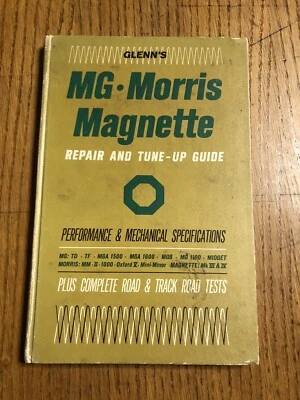 GLENN'S
MG • Morris
Magnette
REPAIR AND TUNE-UP GUIDE
PERFORMANCE & MECHANICAL SPECIFICATIONS
MG: TD • TF • MGA 1500 • MGA 1600 • MGB • MG 1100 • MIDGET
MORRIS: MM • II • 1000 • Oxford V • Mini-Minor MAGNETTE: Mk III & IV
PLUS COMPLETE ROAD & TRACK ROAD TESTS